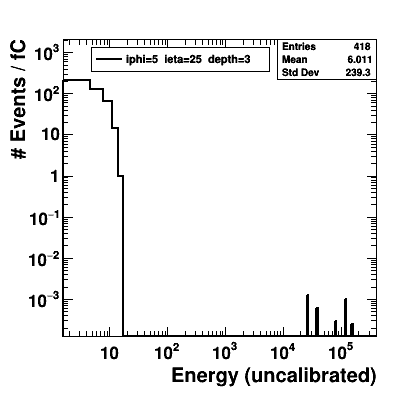 # Events / fC
10³
10²
10
1
10⁻¹
10⁻²
10⁻³
iphi=5 ieta=25 depth=3
Entries 418
Mean 6.011
Std Dev 239.3
10 10² 10³ 10⁴ 10⁵
Energy (uncalibrated)